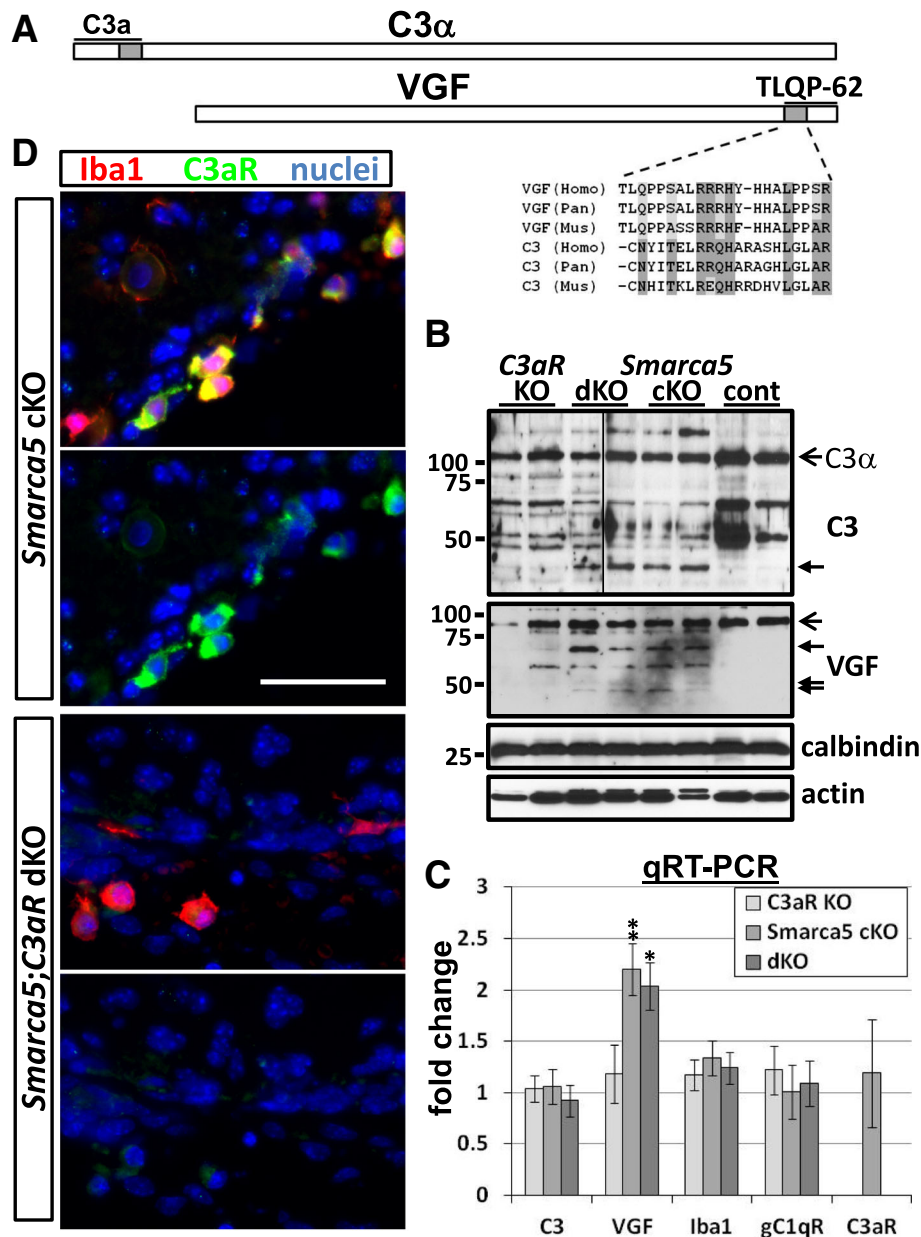 A
C3a
C3α
VGF
TLQP-62
VGF(Homo) TLQPPSALRRRHY-HHALPPSR
VGF(Pan) TLQPPSALRRRHY-HHALPPSR
VGF(Mus) TLQPPASSRRRHF-HHALPPAR
C3 (Homo) -CNYITELRRQHARASHLGLAR
C3 (Pan) -CNYITELRRQHARAGHLGLAR
C3 (Mus) -CNHITKLREQHRRDHVLGLAR
D
Iba1 C3aR nuclei
Smarca5 cKO
Smarca5;C3aR dKO
B
C3aR Smarca5
KO dKO cKO cont
100
75
50
C3α
C3
100
75
50
VGF
25
calbindin
actin
C
qRT-PCR
fold change
3
2.5
2
1.5
1
0.5
0
C3aR KO
Smarca5 cKO
dKO
**
*
C3 VGF Iba1 gC1qR C3aR